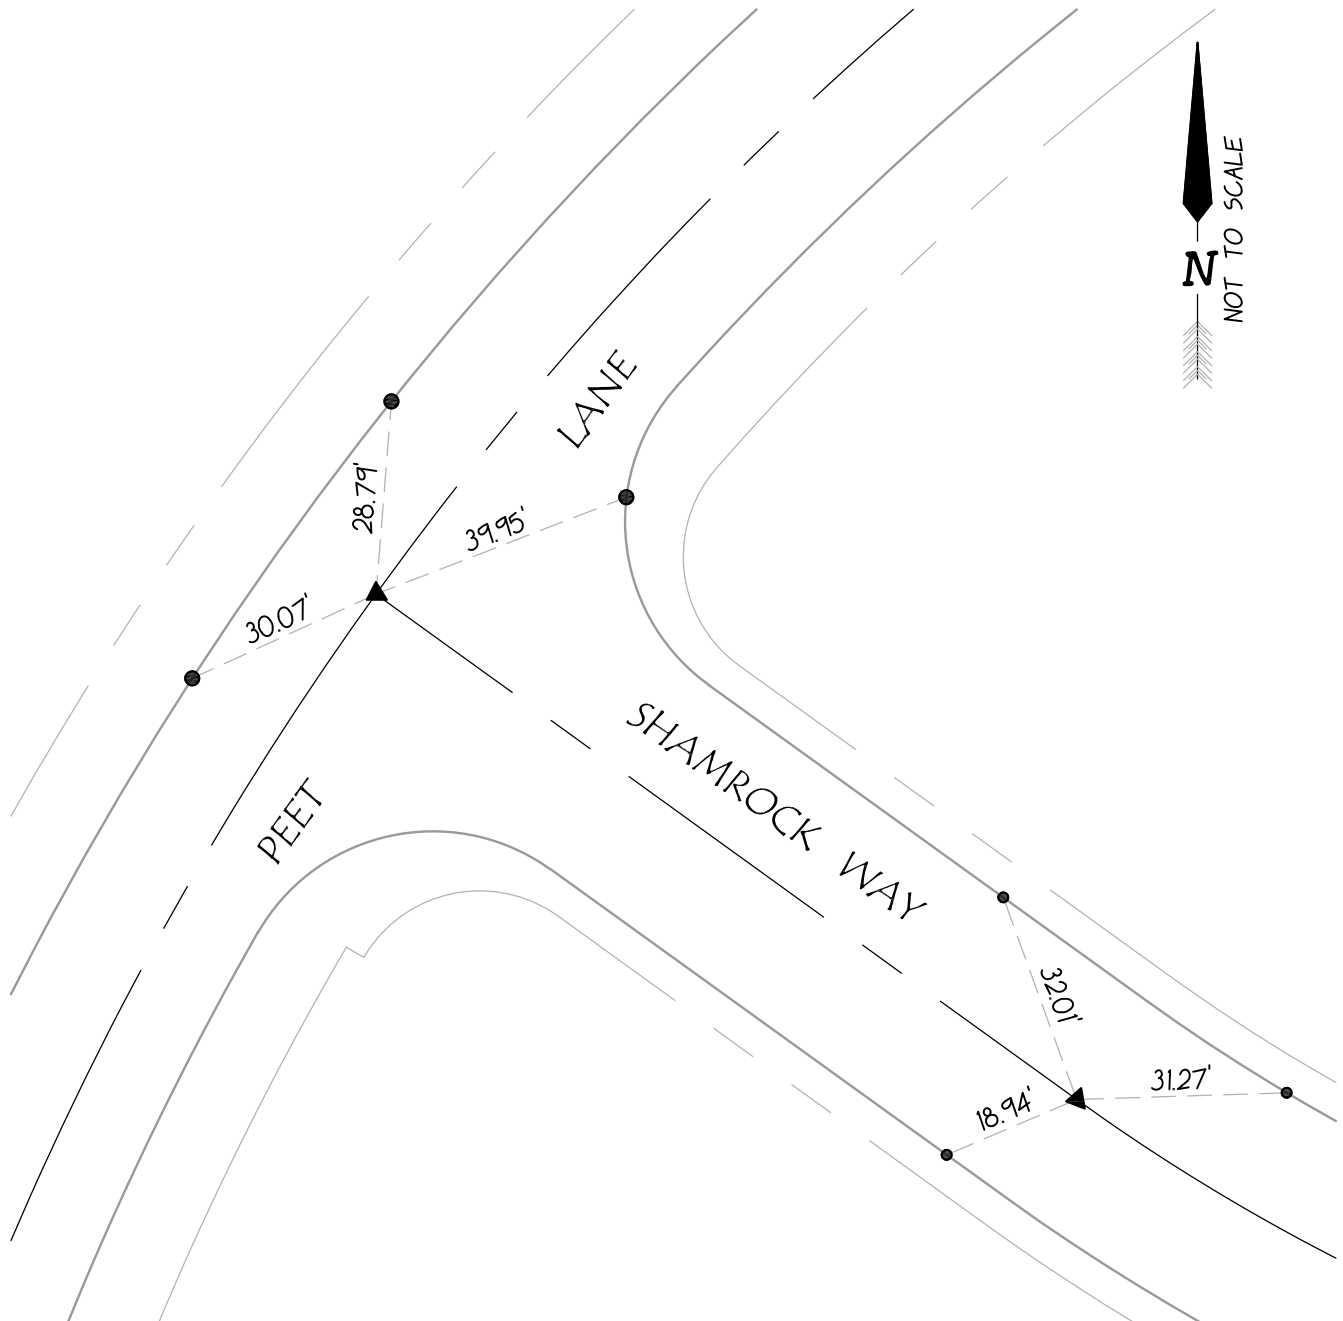 NOT TO SCALE
N
LANE
28.79'
39.95'
30.07'
SHAMROCK WAY
PEET
32.01'
31.27'
18.94'